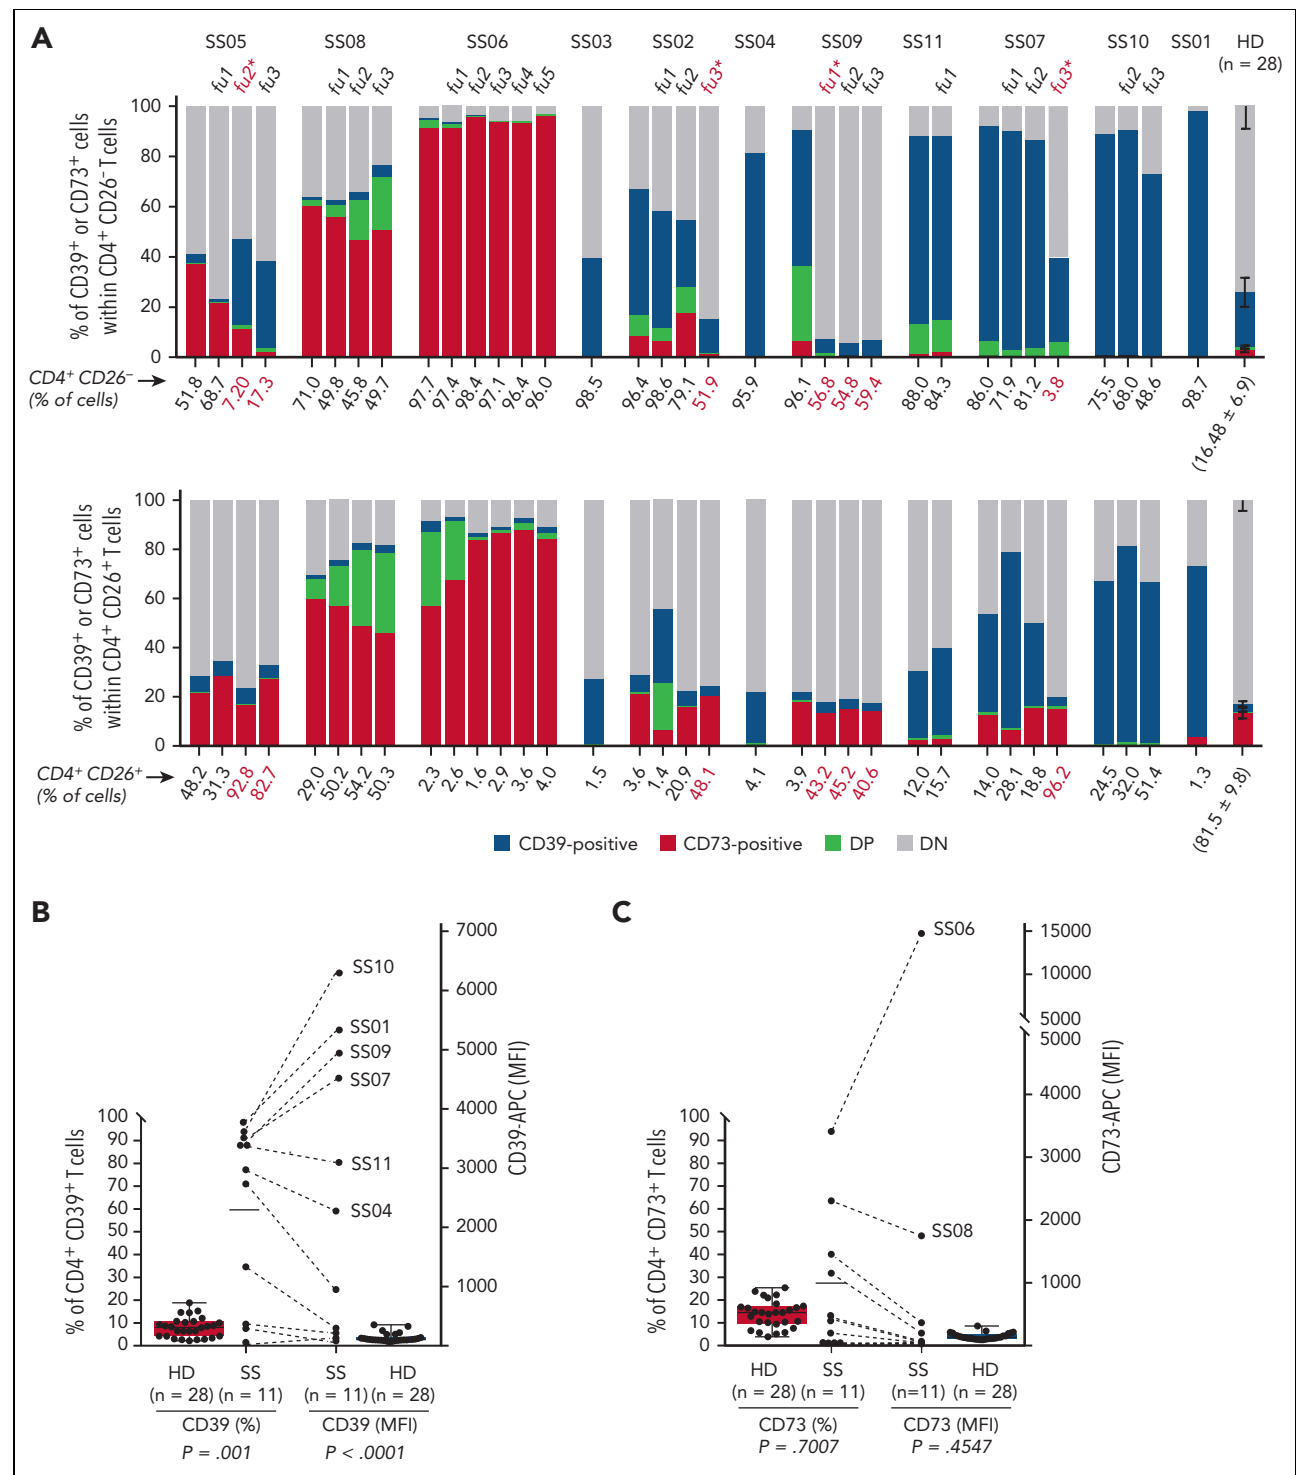 A
SS05 SS08 SS06 SS03 SS02 SS04 SS09 SS11 SS07 SS10 SS01 HD
(n = 28)
fu1 fu2* fu3 fu1 fu2 fu3 fu1 fu2 fu3 fu4 fu5 fu1 fu2 fu3* fu1* fu2 fu3 fu1 fu1 fu2 fu3* fu2 fu3
% of CD39+ or CD73+ cells
within CD4+ CD26− T cells
100
80
60
40
20
0
CD4+ CD26−
(% of cells)
51.8 68.7 7.20 17.3 71.0 49.8 45.8 49.7 97.7 97.4 98.4 97.1 96.4 96.0 98.5 96.4 98.6 79.1 51.9 95.9 96.1 56.8 54.8 59.4 88.0 84.3 86.0 71.9 81.2 3.8 75.5 68.0 48.6 98.7 (16.48 ± 6.9)
% of CD39+ or CD73+ cells
within CD4+ CD26+ T cells
100
80
60
40
20
0
CD4+ CD26+
(% of cells)
48.2 31.3 92.8 82.7 29.0 50.2 54.2 50.3 2.3 2.6 1.6 2.9 3.6 4.0 1.5 3.6 1.4 20.9 48.1 4.1 3.9 43.2 45.2 40.6 12.0 15.7 14.0 28.1 18.8 96.2 24.5 32.0 51.4 1.3 (81.5 ± 9.8)
CD39-positive CD73-positive DP DN
B
% of CD4+ CD39+ T cells
100
90
80
70
60
50
40
30
20
10
0
SS10
SS01
SS09
SS07
SS11
SS04
7000
6000
5000
4000
3000
2000
1000
CD39-APC (MFI)
HD SS SS HD
(n = 28) (n = 11) (n = 11) (n = 28)
CD39 (%) CD39 (MFI)
P = .001 P < .0001
C
% of CD4+ CD73+ T cells
100
90
80
70
60
50
40
30
20
10
0
SS06
SS08
15000
10000
5000
5000
4000
3000
2000
1000
CD73-APC (MFI)
HD SS SS HD
(n = 28) (n = 11) (n=11) (n = 28)
CD73 (%) CD73 (MFI)
P = .7007 P = .4547